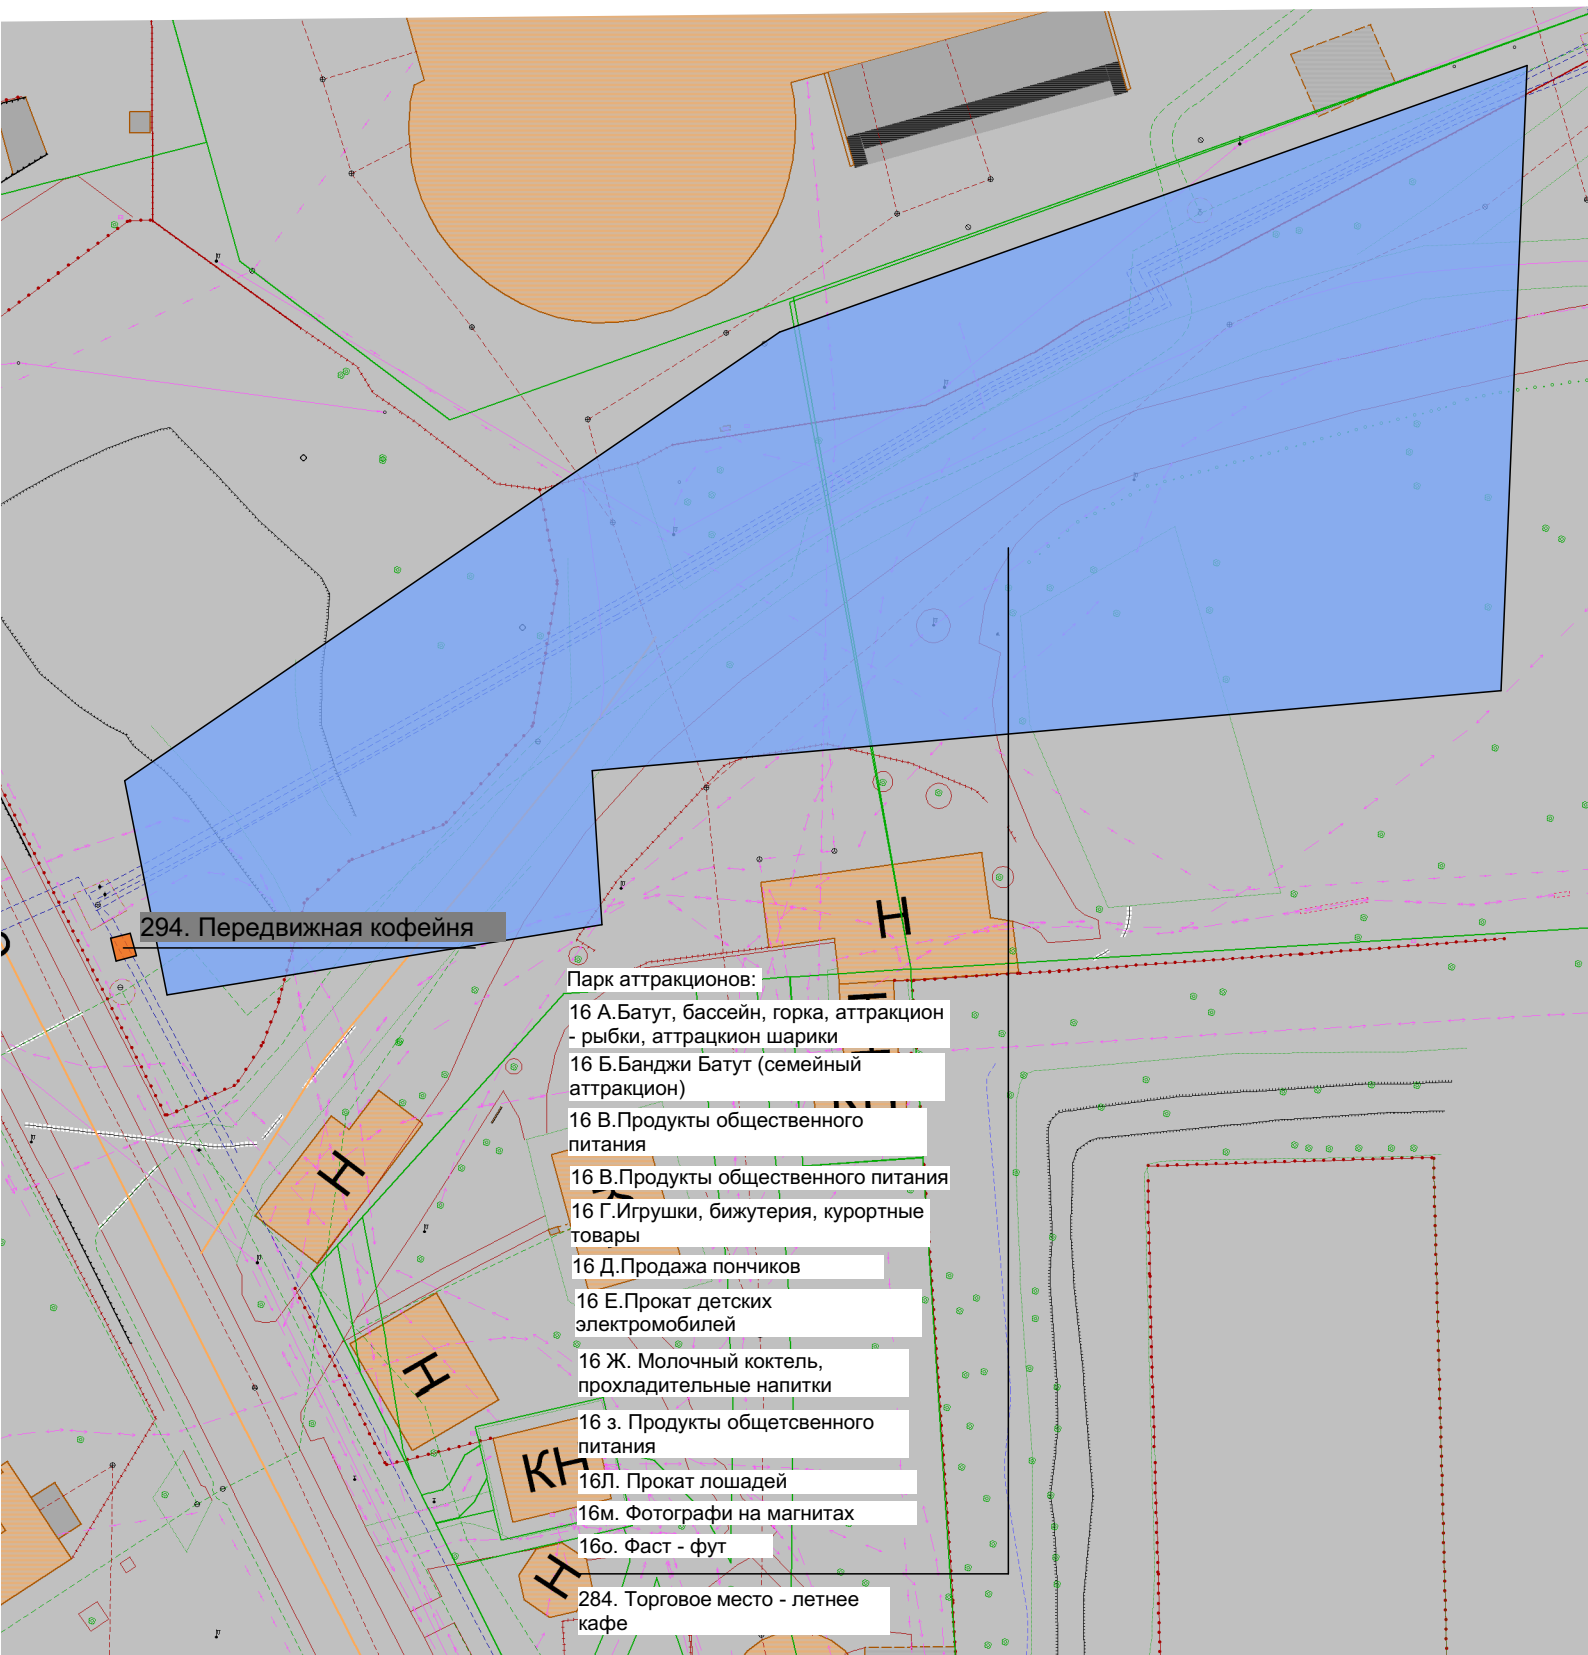 294. Передвижная кофейня
Н
Парк аттракционов:
16 А.Батут, бассейн, горка, аттракцион
- рыбки, аттрацкион шарики
16 Б.Банджи Батут (семейный
аттракцион)
16 В.Продукты общественного
питания
16 В.Продукты общественного питания
16 Г.Игрушки, бижутерия, курортные
товары
16 Д.Продажа пончиков
16 Е.Прокат детских
электромобилей
16 Ж. Молочный коктель,
прохладительные напитки
16 з. Продукты общетсвенного
питания
16Л. Прокат лошадей
16м. Фотографи на магнитах
16о. Фаст - фут
284. Торговое место - летнее
кафе
Н
Н
КН
Н